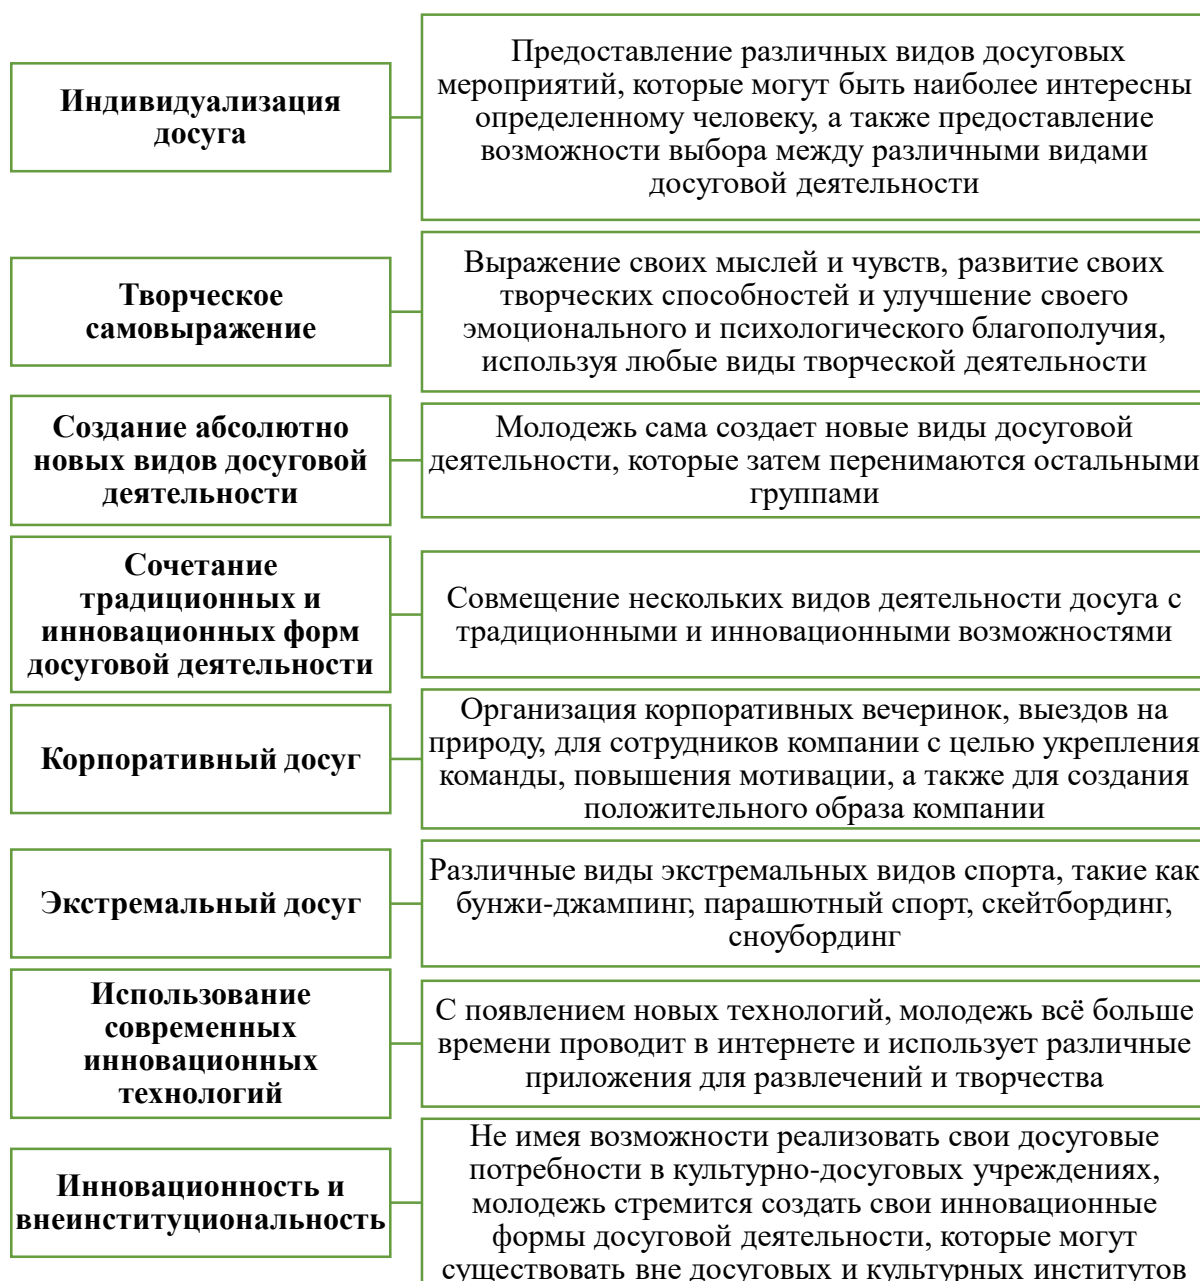 Индивидуализация
досуга
Предоставление различных видов досуговых
мероприятий, которые могут быть наиболее интересны
определенному человеку, а также предоставление
возможности выбора между различными видами
досуговой деятельности
Творческое
самовыражение
Выражение своих мыслей и чувств, развитие своих
творческих способностей и улучшение своего
эмоционального и психологического благополучия,
используя любые виды творческой деятельности
Создание абсолютно
новых видов досуговой
деятельности
Молодежь сама создает новые виды досуговой
деятельности, которые затем перенимаются остальными
группами
Сочетание
традиционных и
инновационных форм
досуговой деятельности
Совмещение нескольких видов деятельности досуга с
традиционными и инновационными возможностями
Корпоративный досуг
Организация корпоративных вечеринок, выездов на
природу, для сотрудников компании с целью укрепления
команды, повышения мотивации, а также для создания
положительного образа компании
Экстремальный досуг
Различные виды экстремальных видов спорта, такие как
бунжи-джампинг, парашютный спорт, скейтбординг,
сноубординг
Использование
современных
инновационных
технологий
С появлением новых технологий, молодежь всё больше
времени проводит в интернете и использует различные
приложения для развлечений и творчества
Инновационность и
внеинституциональность
Не имея возможности реализовать свои досуговые
потребности в культурно-досуговых учреждениях,
молодежь стремится создать свои инновационные
формы досуговой деятельности, которые могут
существовать вне досуговых и культурных институтов